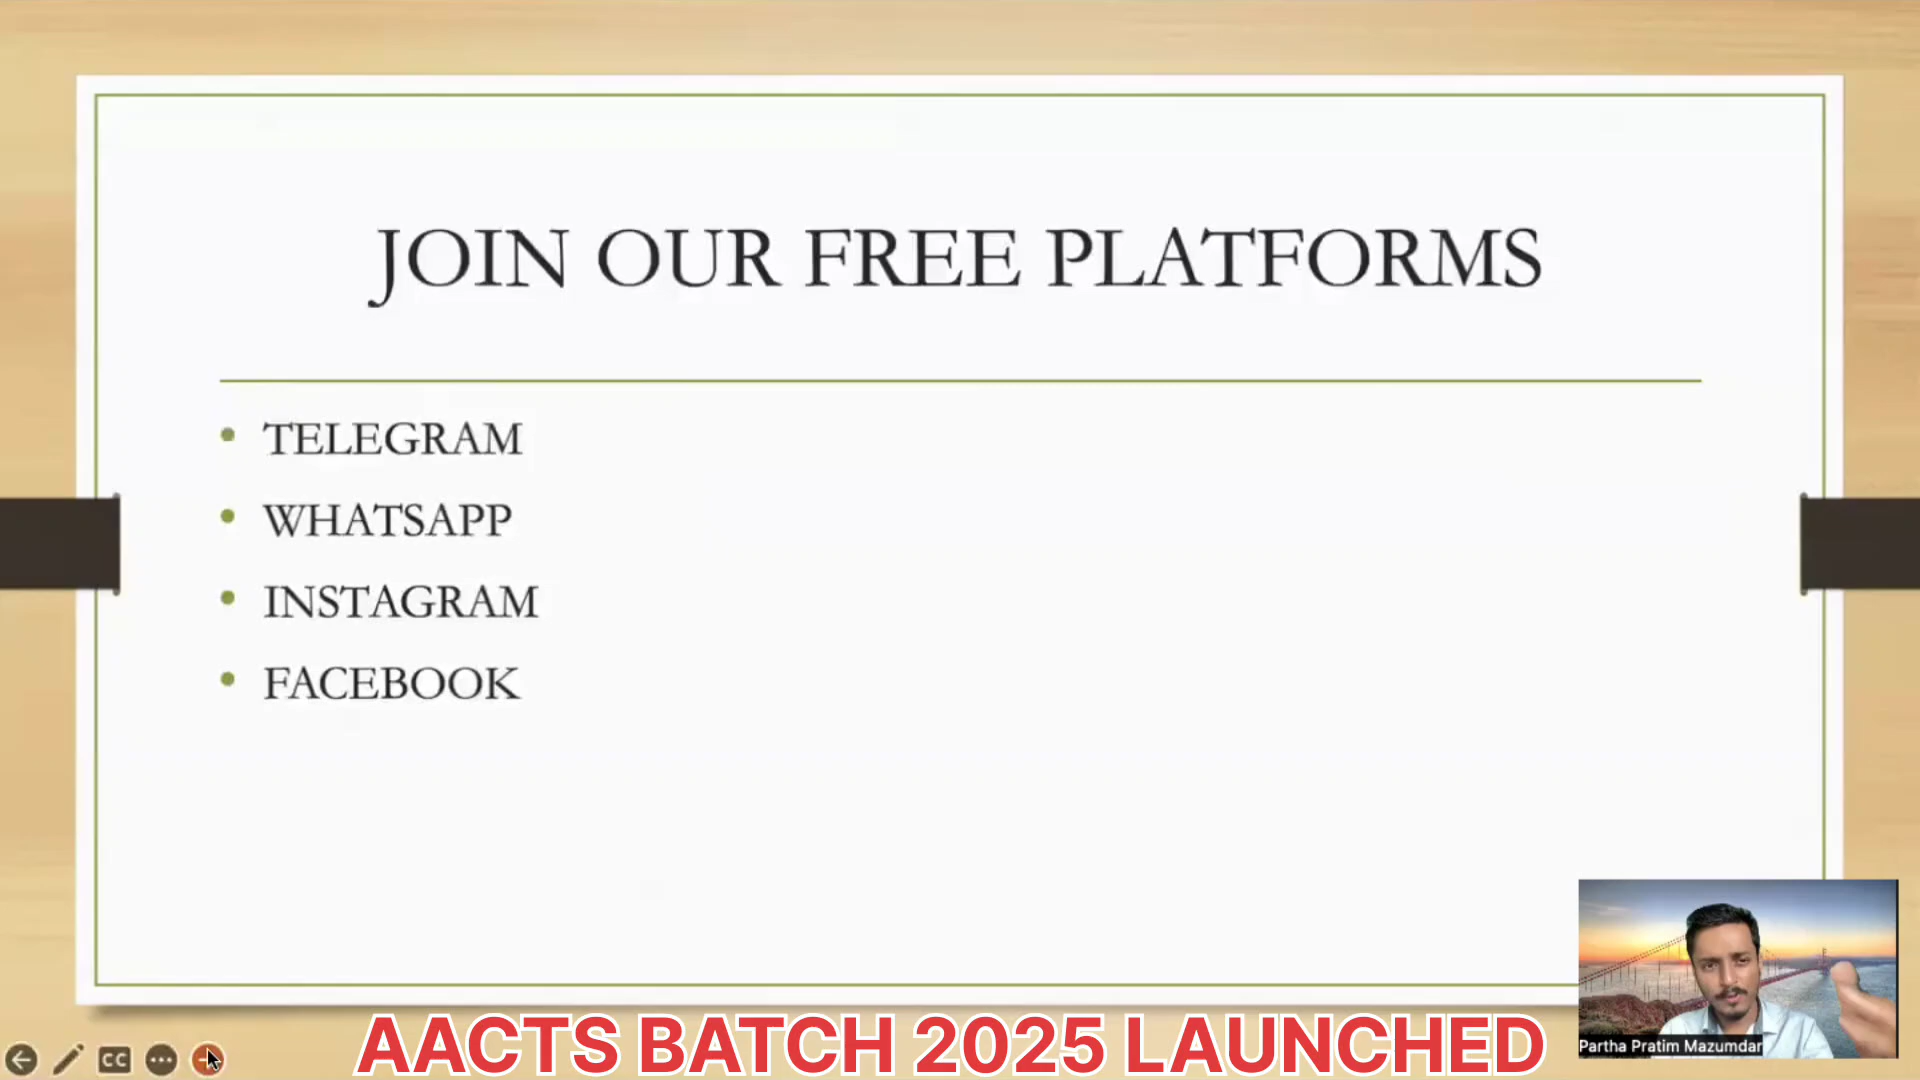 JOIN OUR FREE PLATFORMS
• TELEGRAM
• WHATSAPP
• INSTAGRAM
• FACEBOOK
Partha Pratim Mazumdar
CC
AACTS BATCH 2025 LAUNCHED